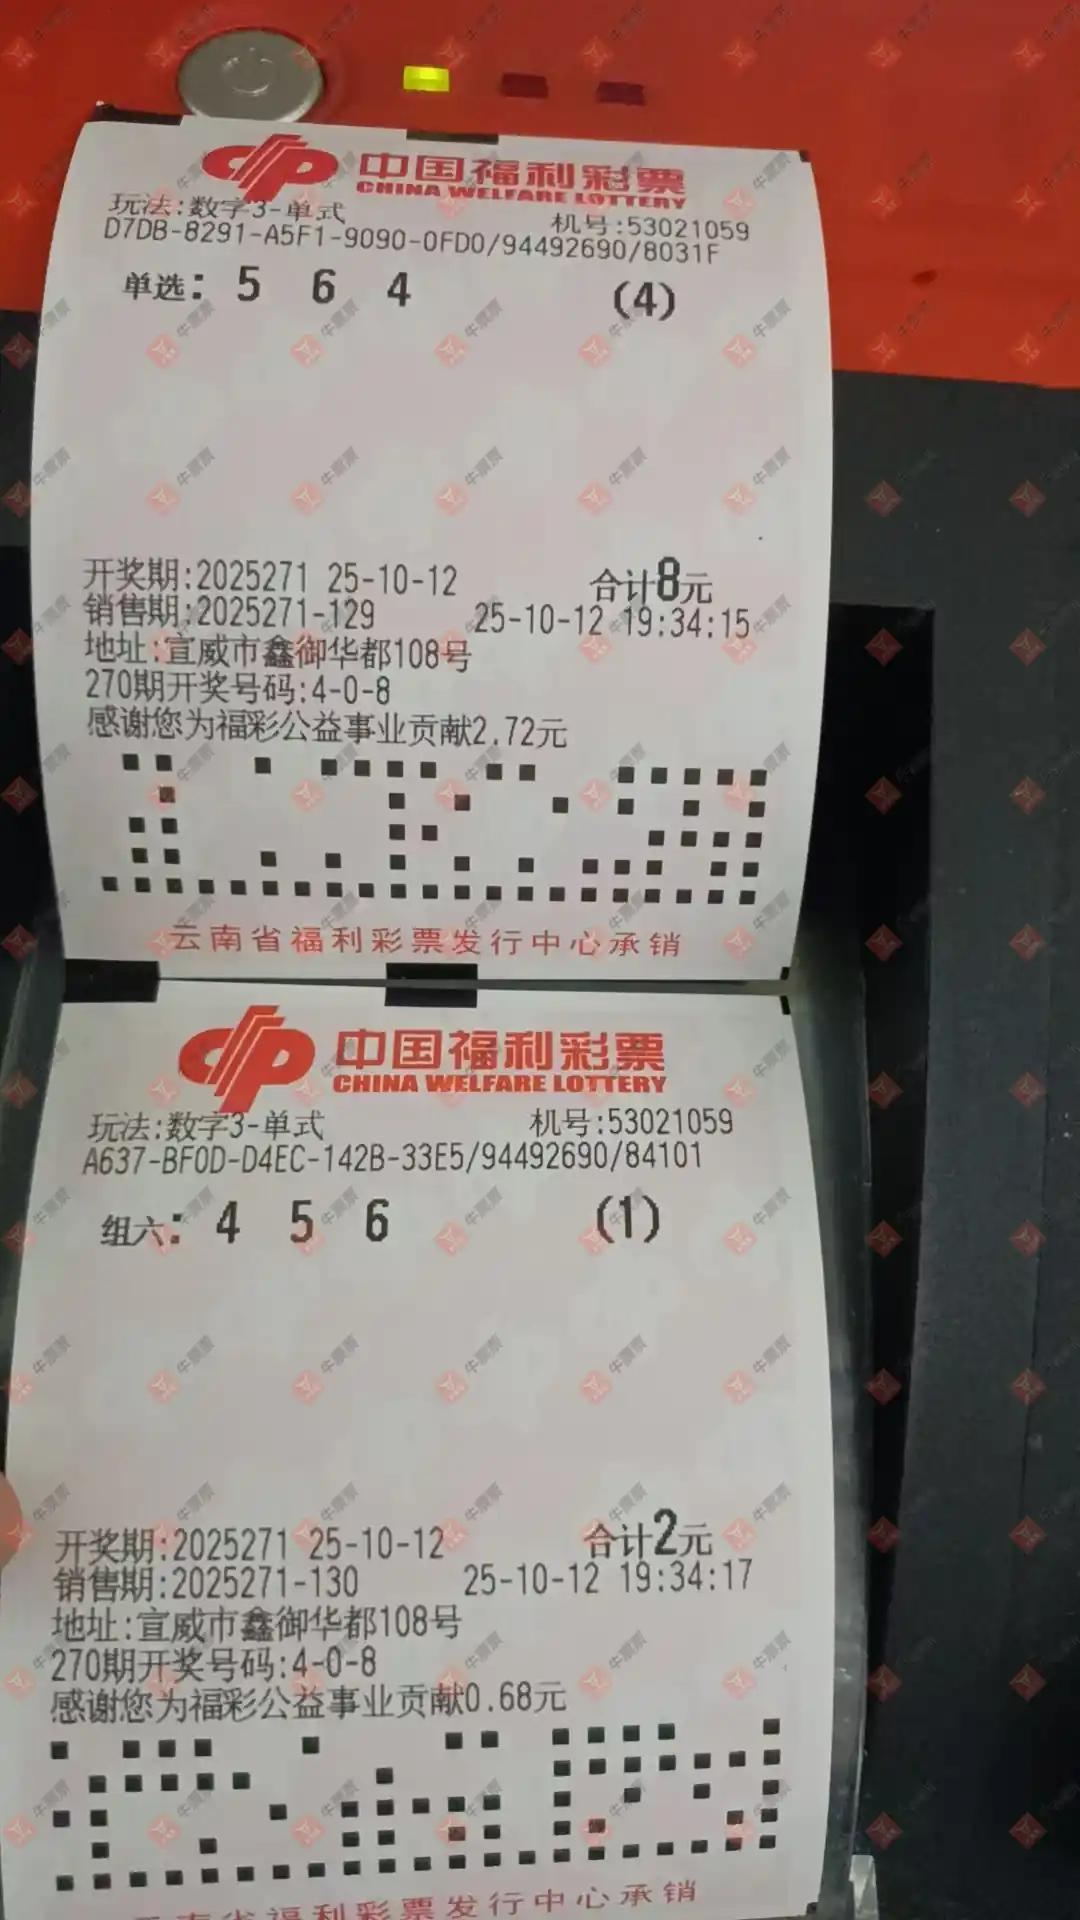 中国福利彩票
CHINA WELFARE LOTTERY
玩法:数字3-单式 机号:53021059
D7DB-8291-A5F1-9090-0FD0/94492690/8031F
单选: 5 6 4 (4)
开奖期:2025271 25-10-12 合计8元
销售期:2025271-129 25-10-12 19:34:15
地址:宣威市鑫御华都108号
270期开奖号码:4-0-8
感谢您为福彩公益事业贡献2.72元
云南省福利彩票发行中心承销
中国福利彩票
CHINA WELFARE LOTTERY
玩法:数字3-单式 机号:53021059
A637-BF0D-D4EC-142B-33E5/94492690/84101
组六: 4 5 6 (1)
开奖期:2025271 25-10-12 合计2元
销售期:2025271-130 25-10-12 19:34:17
地址:宣威市鑫御华都108号
270期开奖号码:4-0-8
感谢您为福彩公益事业贡献0.68元
云南省福利彩票发行中心承销
牛票票